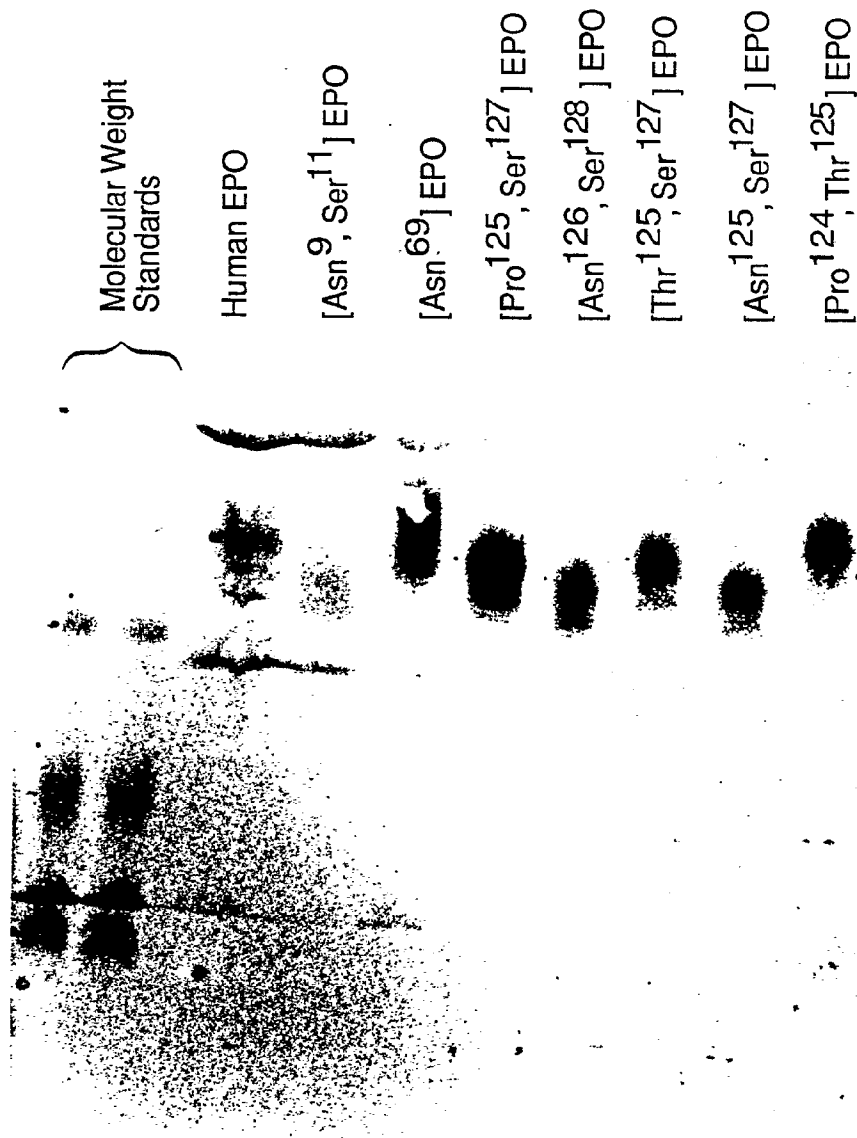 Molecular Weight
Standards
Human EPO
[Asn⁹, Ser¹¹] EPO
[Asn⁶⁹] EPO
[Pro¹²⁵, Ser¹²⁷] EPO
[Asn¹²⁶, Ser¹²⁸] EPO
[Thr¹²⁵, Ser¹²⁷] EPO
[Asn¹²⁵, Ser¹²⁷] EPO
[Pro¹²⁴, Thr¹²⁵] EPO